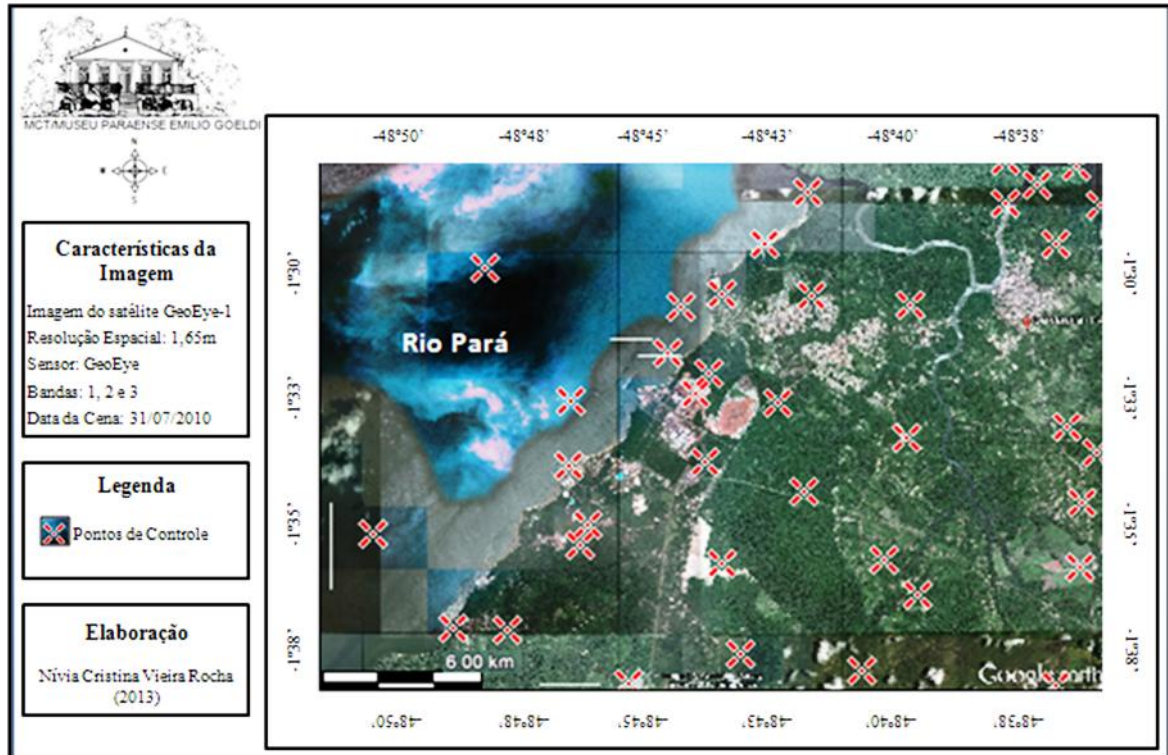 MCT/MUSEU PARAENSE EMILIO GOELDI
N
W E
S
Características da
Imagem
Imagem do satélite GeoEye-1
Resolução Espacial: 1,65m
Sensor: GeoEye
Bandas: 1, 2 e 3
Data da Cena: 31/07/2010
Legenda
Pontos de Controle
Elaboração
Nívia Cristina Vieira Rocha
(2013)
-48°50` -48°48` -48°45` -48°43` -48°40` -48°38`
-1°30` -1°30`
Rio Pará
-1°33` -1°33`
-1°35` -1°35`
-1°38` -1°38`
6 00 km
Google earth
-48°50` -48°48` -48°45` -48°43` -48°40` -48°38`